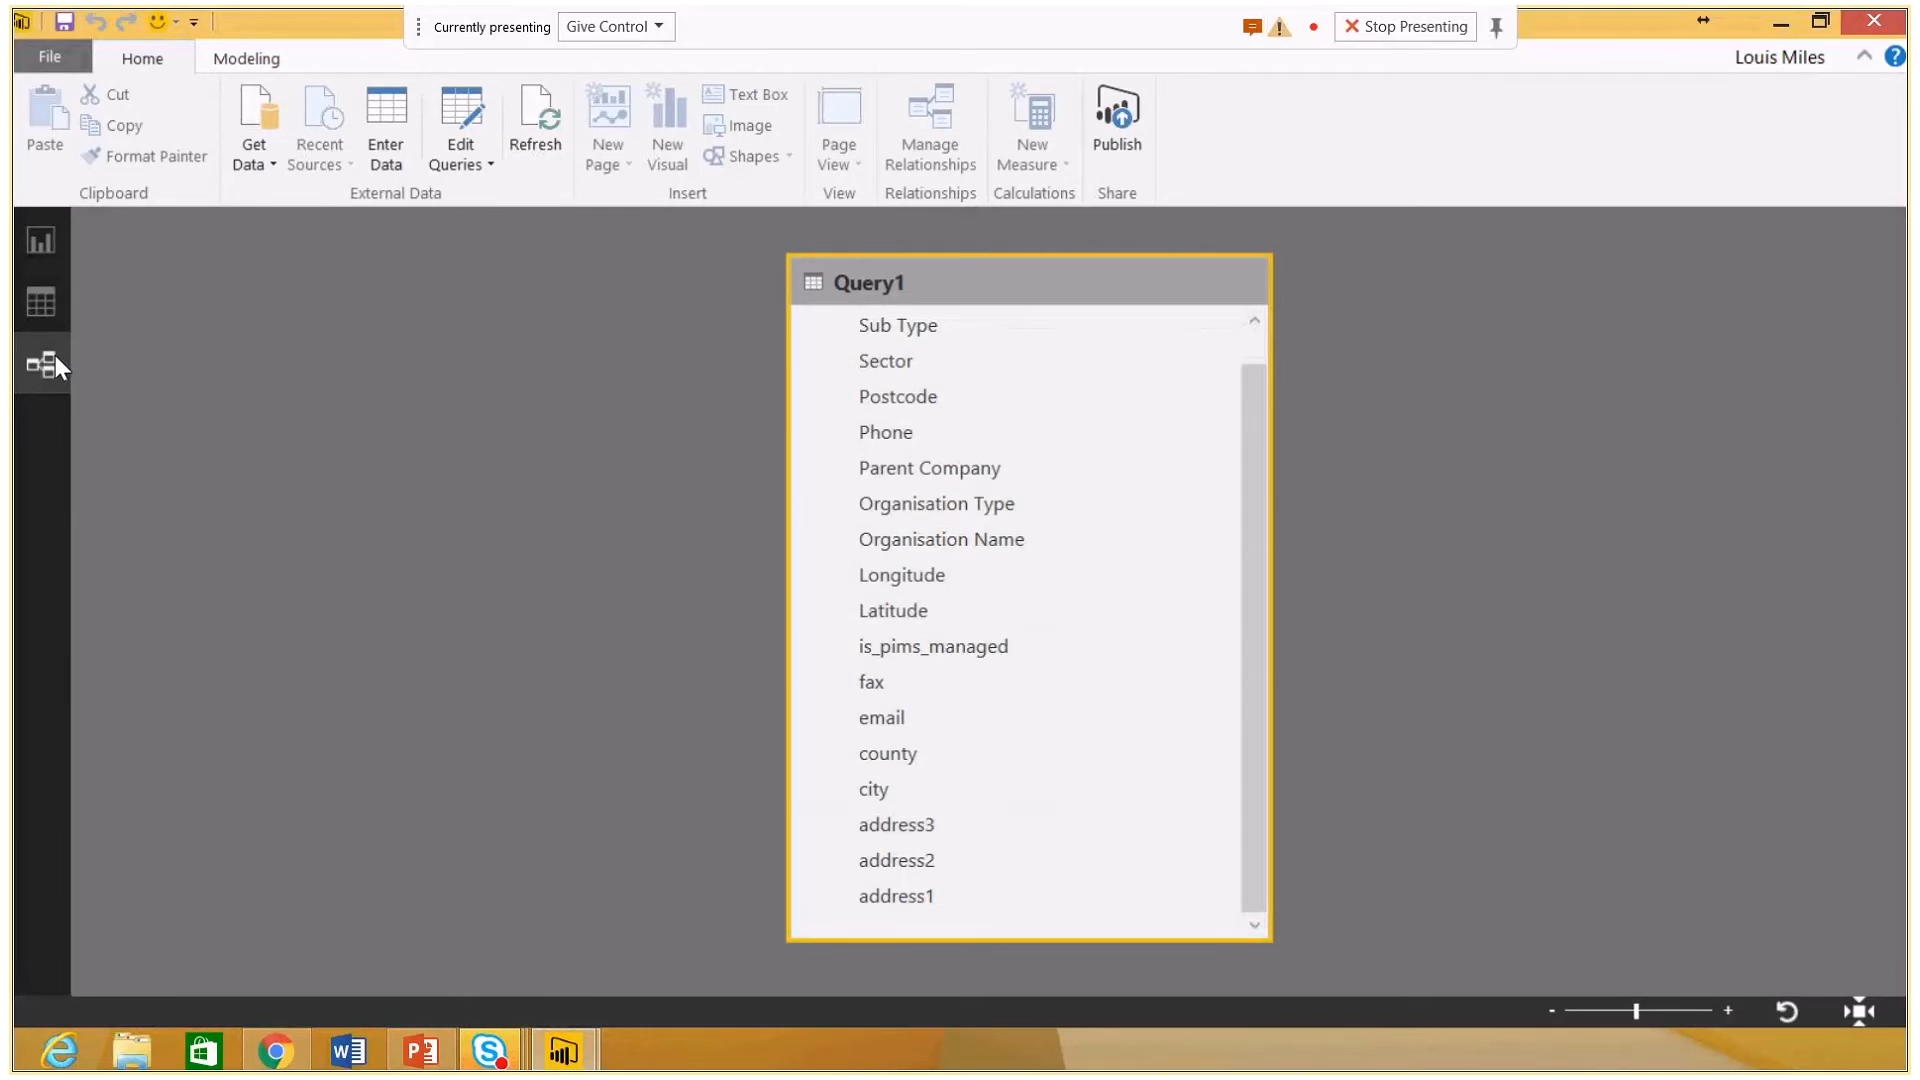 Currently presenting Give Control Stop Presenting
File Home Modeling Louis Miles
Paste Cut Copy Format Painter
Get Data Recent Sources Enter Data Edit Queries Refresh
New Page New Visual Text Box Image Shapes
Page View Manage Relationships New Measure Publish
Clipboard External Data Insert View Relationships Calculations Share
Query1
Sub Type
Sector
Postcode
Phone
Parent Company
Organisation Type
Organisation Name
Longitude
Latitude
is_pims_managed
fax
email
county
city
address3
address2
address1
- +